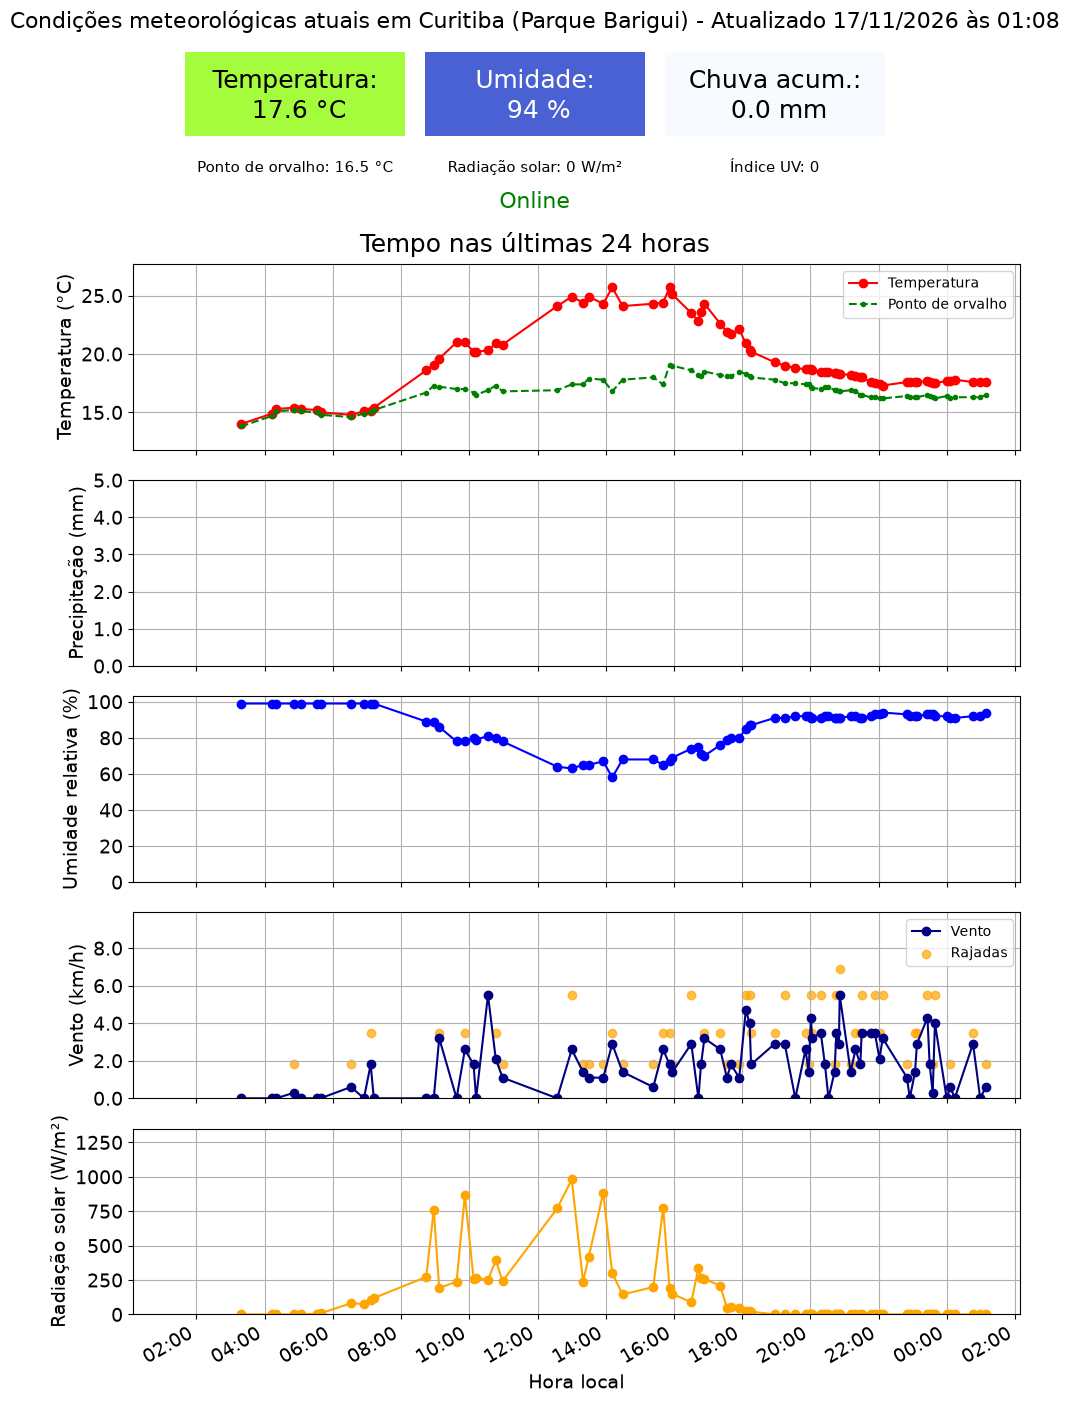 Condições meteorológicas atuais em Curitiba (Parque Barigui) - Atualizado 17/11/2026 às 01:08
Temperatura:
17.6 °C
Umidade:
94 %
Chuva acum.:
0.0 mm
Ponto de orvalho: 16.5 °C
Radiação solar: 0 W/m²
Índice UV: 0
Online
Tempo nas últimas 24 horas
Temperatura (°C)
25.0
20.0
15.0
Temperatura
Ponto de orvalho
Precipitação (mm)
5.0
4.0
3.0
2.0
1.0
0.0
Umidade relativa (%)
100
80
60
40
20
0
Vento (km/h)
8.0
6.0
4.0
2.0
0.0
Vento
Rajadas
Radiação solar (W/m²)
1250
1000
750
500
250
0
02:00
04:00
06:00
08:00
10:00
12:00
14:00
16:00
18:00
20:00
22:00
00:00
02:00
Hora local